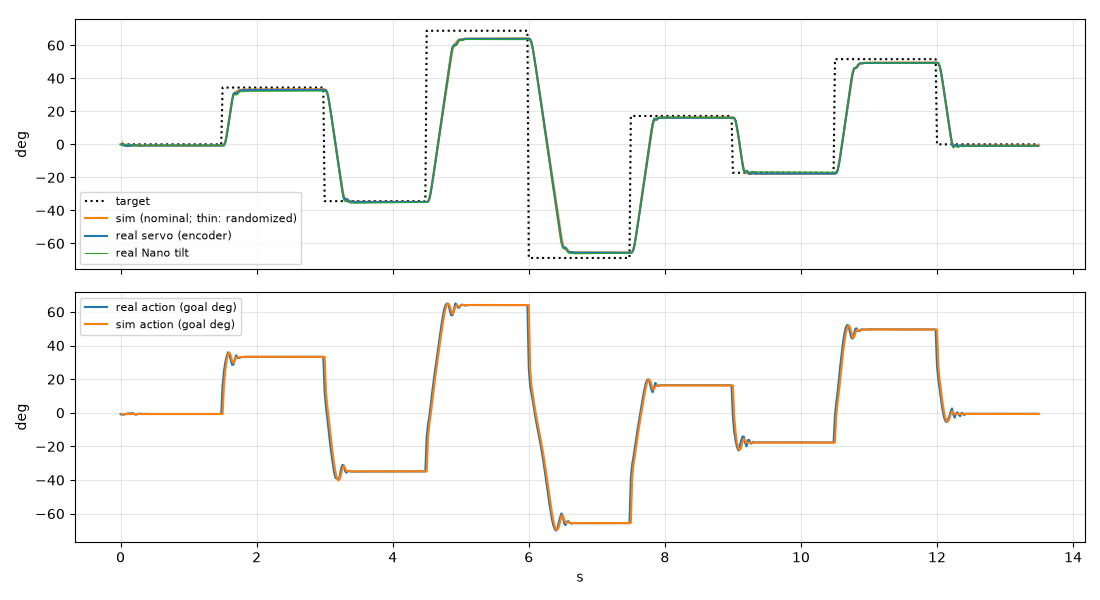 60
40
20
0
−20
−40
−60
deg
target
sim (nominal; thin: randomized)
real servo (encoder)
real Nano tilt
60
40
20
0
−20
−40
−60
deg
real action (goal deg)
sim action (goal deg)
0 2 4 6 8 10 12 14
s